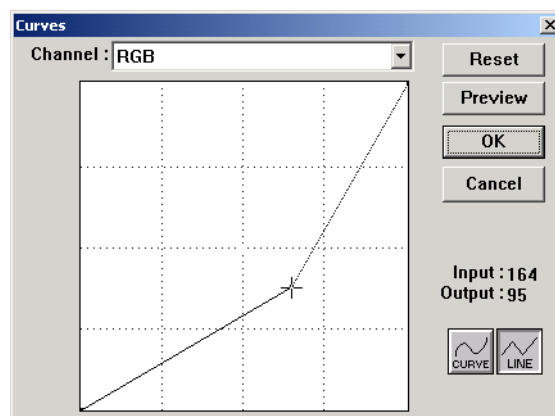 Curves
Channel : RGB
Reset
Preview
OK
Cancel
Input : 164
Output : 95
CURVE
LINE